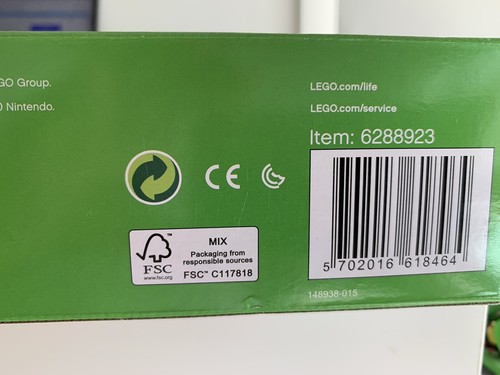 GO Group.
0 Nintendo.
LEGO.com/life
LEGO.com/service
Item: 6288923
CE
FSC
www.fsc.org
MIX
Packaging from
responsible sources
FSC™ C117818
5 702016 618464
148938-015